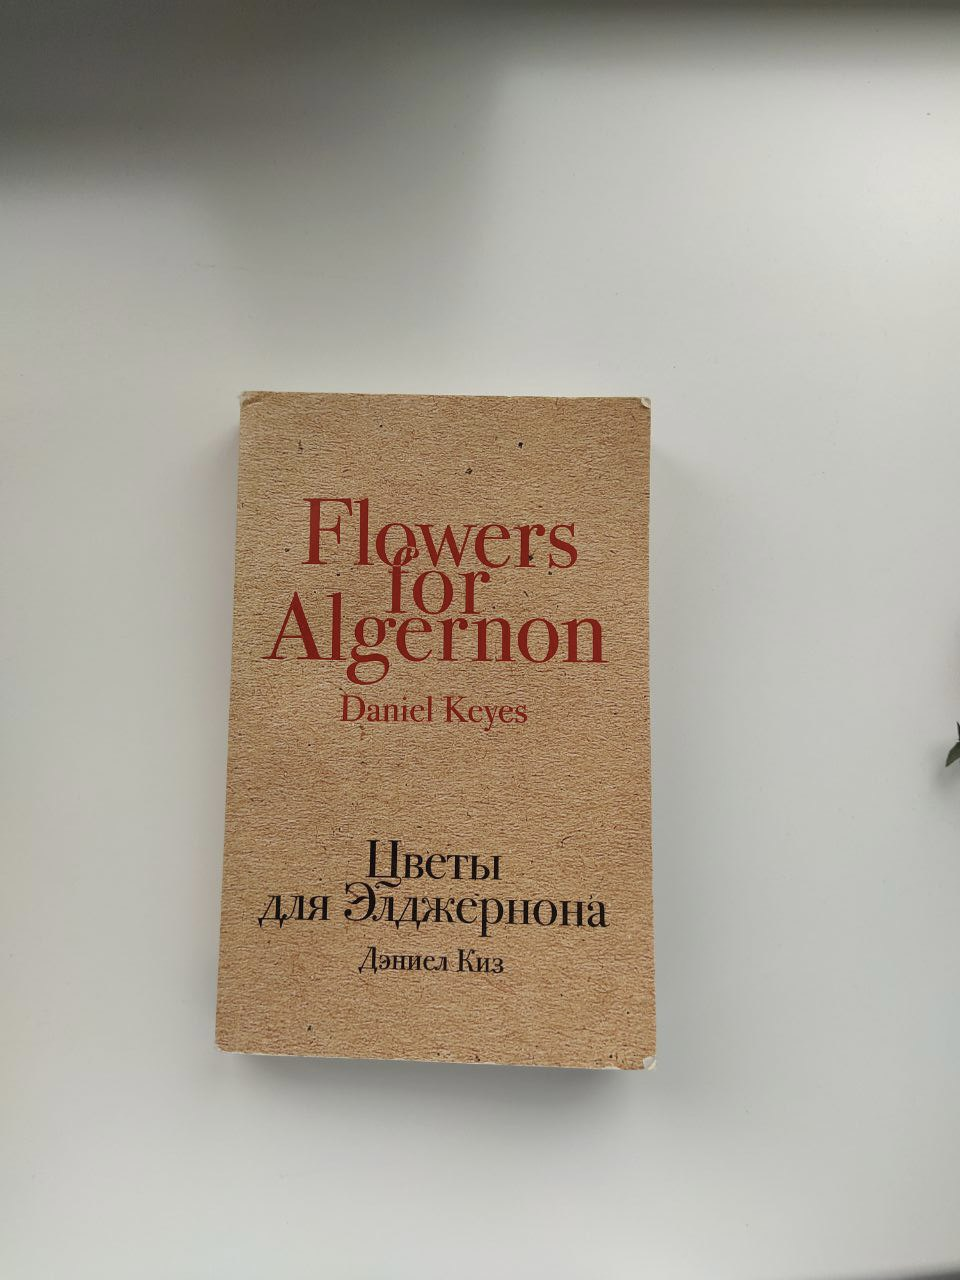 Flowers
for
Algernon
Daniel Keyes
Цветы
для Элджернона
Дэниел Киз